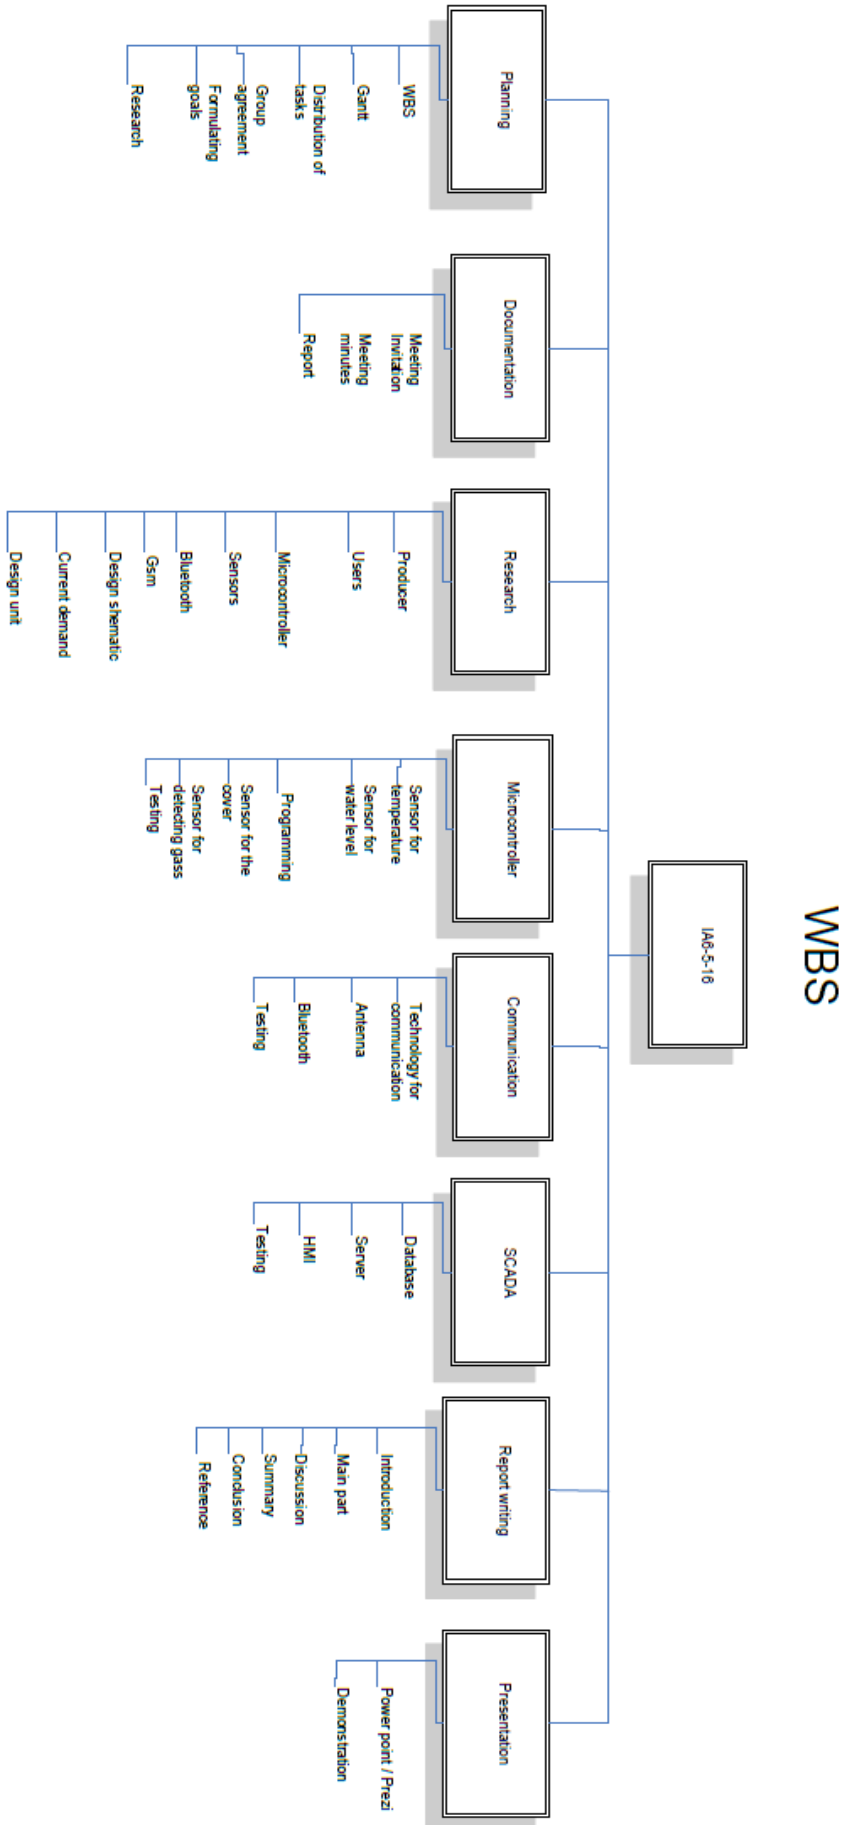 WBS
IA6-5-16
Planning
WBS
Gantt
Distribution of
tasks
Group
agreement
Formulating
goals
Research
Documentation
Meeting
Invitation
Meeting
minutes
Report
Research
Producer
Users
Microcontroller
Sensors
Bluetooth
Gsm
Design shematic
Current demand
Design unit
Microcontroller
Sensor for
temperature
Sensor for
water level
Programming
Sensor for the
cover
Sensor for
detecting gass
Testing
Communication
Technology for
communication
Antenna
Bluetooth
Testing
SCADA
Database
Server
HMI
Testing
Report writing
Introduction
Main part
Discussion
Summary
Conclusion
Reference
Presentation
Power point / Prezi
Demonstration